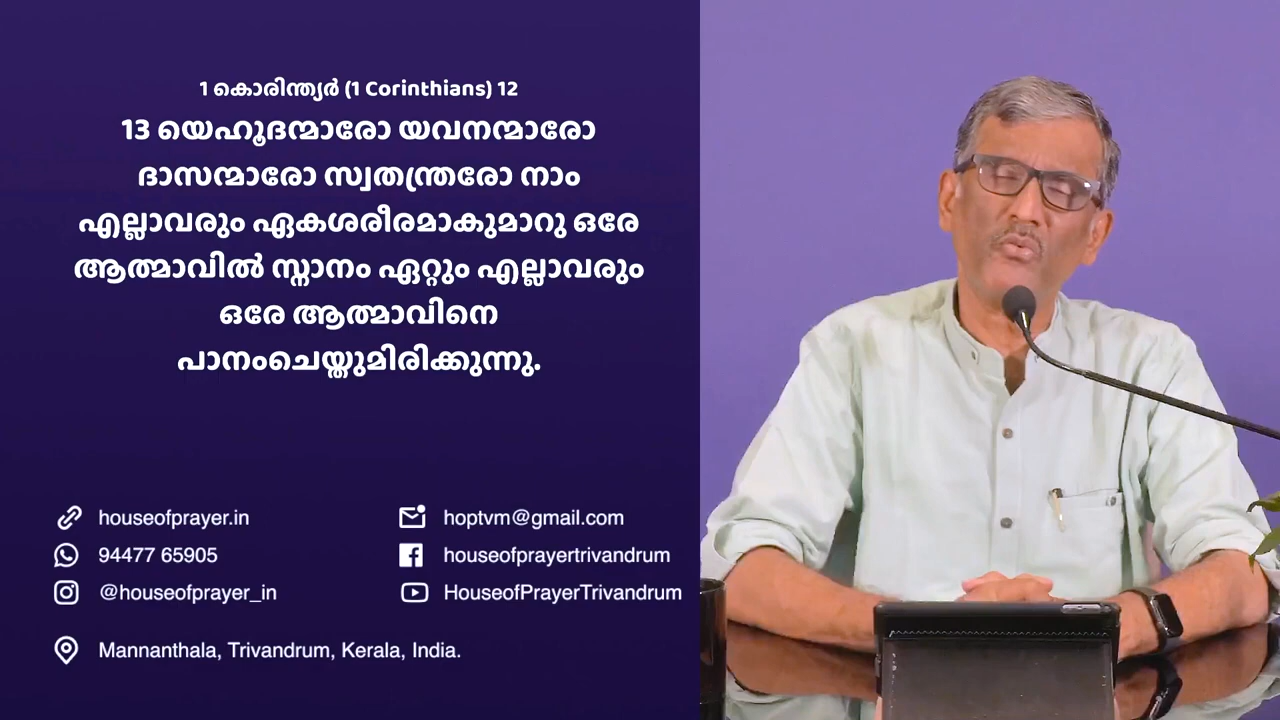 1 കൊരിന്ത്യർ (1 Corinthians) 12
13 യെഹൂദന്മാരോ യവനന്മാരോ
ദാസന്മാരോ സ്വതന്ത്രരോ നാം
എല്ലാവരും ഏകശരീരമാകുമാറു ഒരേ
ആത്മാവിൽ സ്നാനം ഏറ്റും എല്ലാവരും
ഒരേ ആത്മാവിനെ
പാനംചെയ്തുമിരിക്കുന്നു.
houseofprayer.in
hoptvm@gmail.com
94477 65905
houseofprayertrivandrum
@houseofprayer_in
HouseofPrayerTrivandrum
Mannanthala, Trivandrum, Kerala, India.